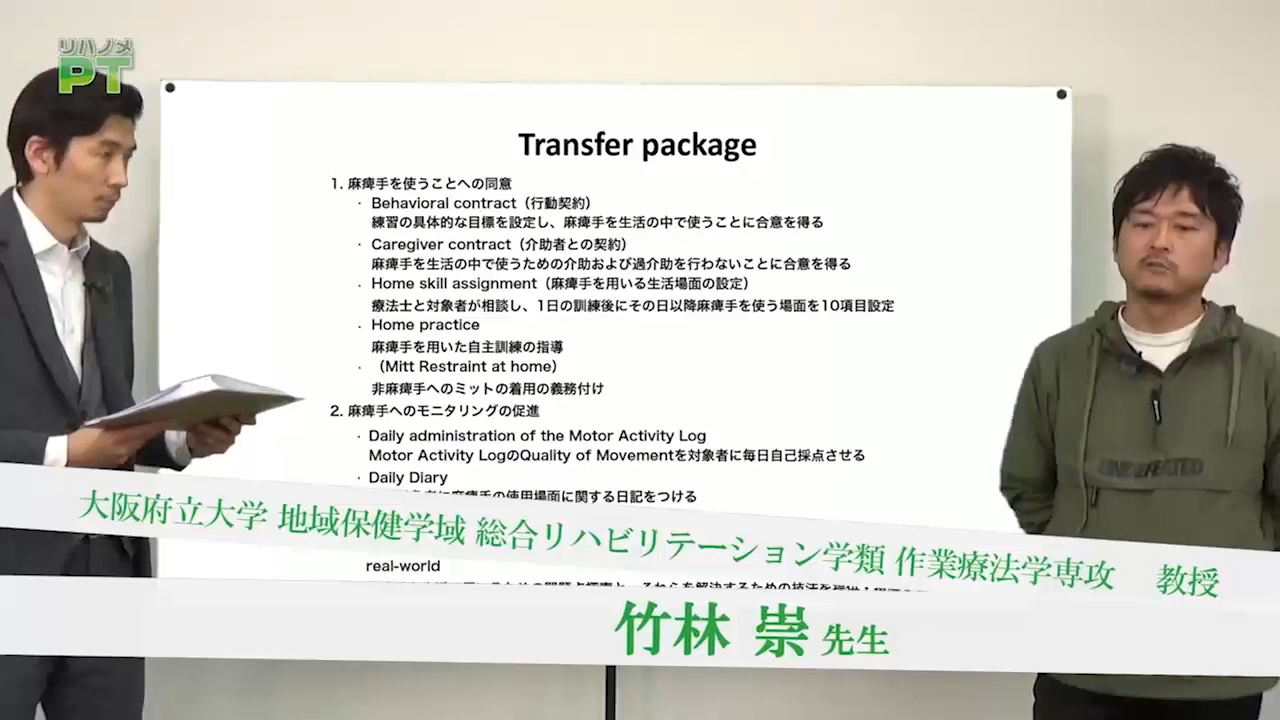 リハノメ
PT
Transfer package
1. 麻痺手を使うことへの同意
· Behavioral contract（行動契約）
練習の具体的な目標を設定し、麻痺手を生活の中で使うことに合意を得る
· Caregiver contract（介助者との契約）
麻痺手を生活の中で使うための介助および過介助を行わないことに合意を得る
· Home skill assignment（麻痺手を用いる生活場面の設定）
療法士と対象者が相談し、1日の訓練後にその日以降麻痺手を使う場面を10項目設定
· Home practice
麻痺手を用いた自主訓練の指導
· （Mitt Restraint at home）
非麻痺手へのミットの着用の義務付け
2. 麻痺手へのモニタリングの促進
· Daily administration of the Motor Activity Log
Motor Activity LogのQuality of Movementを対象者に毎日自己採点させる
· Daily Diary
麻痺手の使用場面に関する日記をつける
real-world
UNDEFEATED
大阪府立大学 地域保健学域 総合リハビリテーション学類 作業療法学専攻 教授
竹林 崇 先生